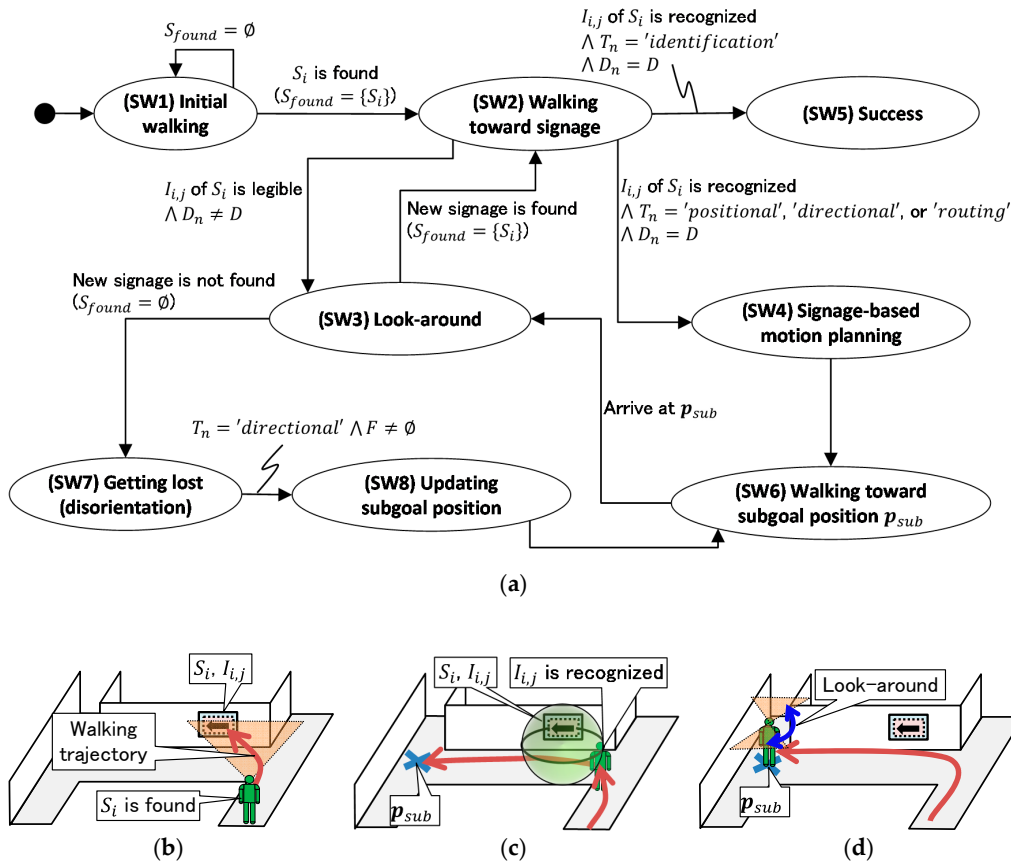 S_found = ∅
(SW1) Initial
walking
S_i is found
(S_found = {S_i})
(SW2) Walking
toward signage
I_i,j of S_i is recognized
∧ T_n = 'identification'
∧ D_n = D
(SW5) Success
I_i,j of S_i is legible
∧ D_n ≠ D
New signage is found
(S_found = {S_i})
I_i,j of S_i is recognized
∧ T_n = 'positional', 'directional', or 'routing'
∧ D_n = D
New signage is not found
(S_found = ∅)
(SW3) Look-around
(SW4) Signage-based
motion planning
Arrive at p_sub
T_n = 'directional' ∧ F ≠ ∅
(SW7) Getting lost
(disorientation)
(SW8) Updating
subgoal position
(SW6) Walking toward
subgoal position p_sub
(a)
S_i, I_i,j
Walking
trajectory
S_i is found
(b)
S_i, I_i,j
I_i,j is recognized
p_sub
(c)
Look-around
p_sub
(d)